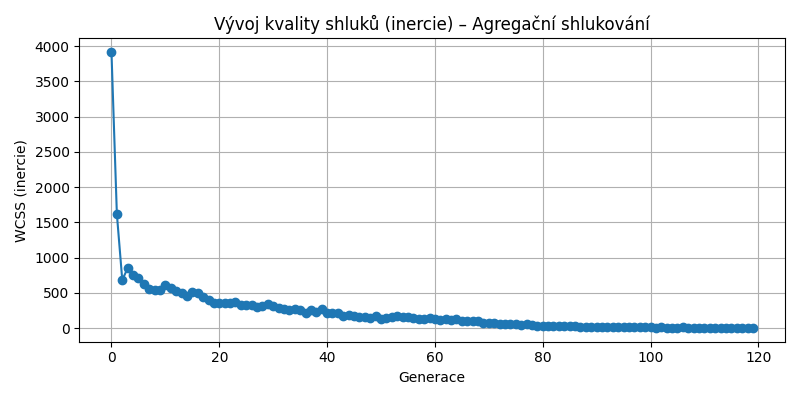 Vývoj kvality shluků (inercie) – Agregační shlukování
4000
3500
3000
2500
2000
1500
1000
500
0
WCSS (inercie)
0 20 40 60 80 100 120
Generace